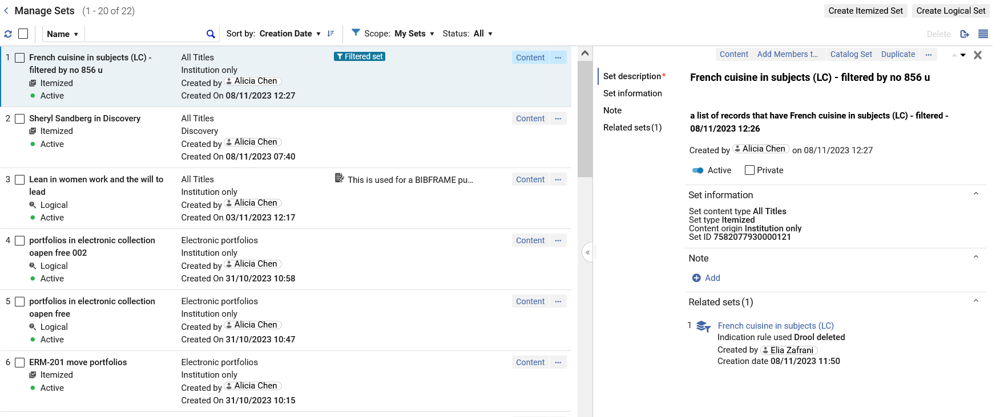 Manage Sets (1 - 20 of 22)
Create Itemized Set Create Logical Set
Name Sort by: Creation Date Scope: My Sets Status: All Delete
1 French cuisine in subjects (LC) -
filtered by no 856 u
Itemized
Active
All Titles
Institution only
Created by Alicia Chen
Created On 08/11/2023 12:27
Filtered set
Content ...
2 Sheryl Sandberg in Discovery
Itemized
Active
All Titles
Discovery
Created by Alicia Chen
Created On 08/11/2023 07:40
Content ...
3 Lean in women work and the will to
lead
Logical
Active
All Titles
Institution only
Created by Alicia Chen
Created On 03/11/2023 12:17
This is used for a BIBFRAME pu...
Content ...
4 portfolios in electronic collection
oapen free 002
Logical
Active
Electronic portfolios
Institution only
Created by Alicia Chen
Created On 31/10/2023 10:58
Content ...
5 portfolios in electronic collection
oapen free
Logical
Active
Electronic portfolios
Institution only
Created by Alicia Chen
Created On 31/10/2023 10:47
Content ...
6 ERM-201 move portfolios
Itemized
Active
Electronic portfolios
Institution only
Created by Alicia Chen
Created On 31/10/2023 10:15
Content ...
Content Add Members t... Catalog Set Duplicate ...
Set description*
Set information
Note
Related sets (1)
French cuisine in subjects (LC) - filtered by no 856 u
a list of records that have French cuisine in subjects (LC) - filtered -
08/11/2023 12:26
Created by Alicia Chen on 08/11/2023 12:27
Active Private
Set information
Set content type All Titles
Set type Itemized
Content origin Institution only
Set ID 7582077930000121
Note
Add
Related sets (1)
1 French cuisine in subjects (LC)
Indication rule used Drool deleted
Created by Elia Zafrani
Creation date 08/11/2023 11:50